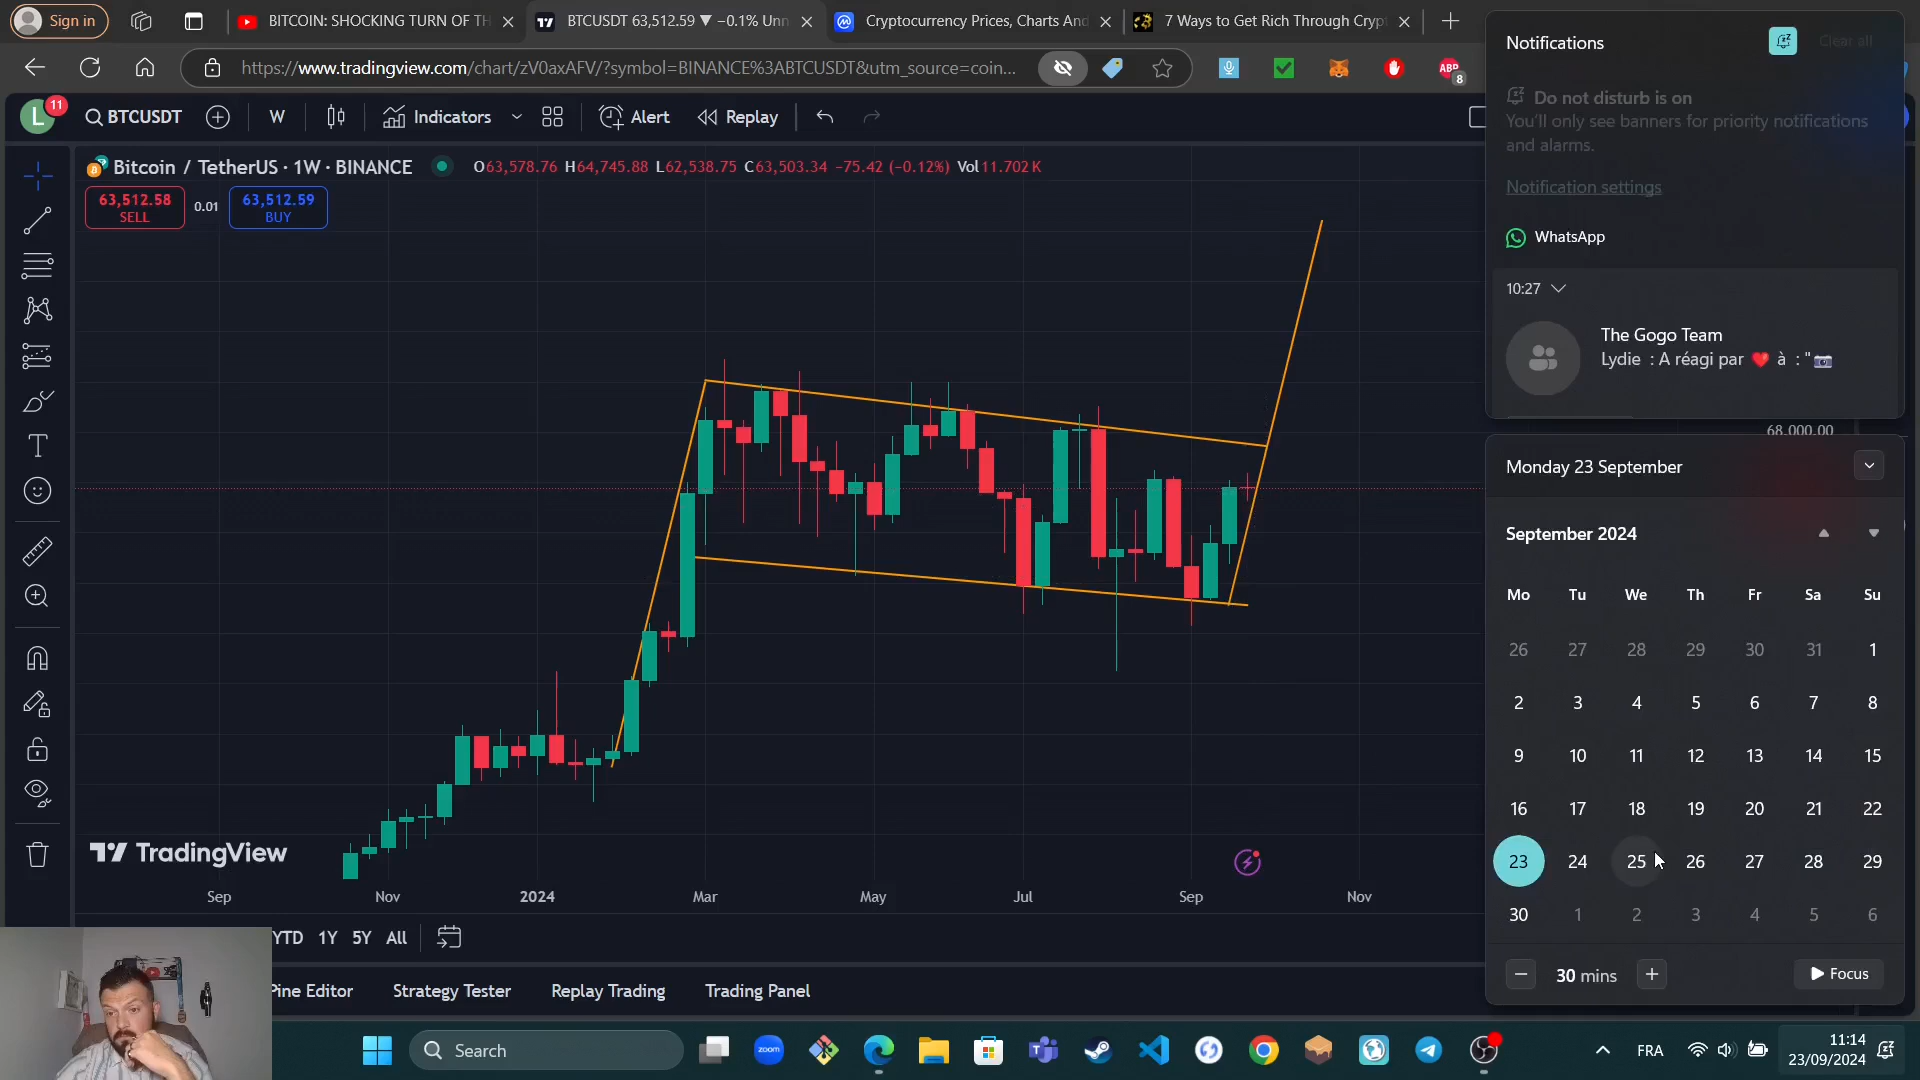 Sign in
BITCOIN: SHOCKING TURN OF TH
BTCUSDT 63,512.59 ▼ −0.1% Unn
Cryptocurrency Prices, Charts And
7 Ways to Get Rich Through Cryp
https://www.tradingview.com/chart/zV0axAFV/?symbol=BINANCE%3ABTCUSDT&utm_source=coin...
ABP
8
L
11
BTCUSDT
W
Indicators
Alert
Replay
Bitcoin / TetherUS · 1W · BINANCE
O63,578.76 H64,745.88 L62,538.75 C63,503.34 −75.42 (−0.12%) Vol11.702K
63,512.58
SELL
0.01
63,512.59
BUY
68,000.00
TradingView
Sep
Nov
2024
Mar
May
Jul
Sep
Nov
YTD
1Y
5Y
All
Pine Editor
Strategy Tester
Replay Trading
Trading Panel
Notifications
Clear all
Do not disturb is on
You'll only see banners for priority notifications
and alarms.
Notification settings
WhatsApp
10:27
The Gogo Team
Lydie : A réagi par ❤️ à : "📷
Monday 23 September
September 2024
Mo Tu We Th Fr Sa Su
26 27 28 29 30 31 1
2 3 4 5 6 7 8
9 10 11 12 13 14 15
16 17 18 19 20 21 22
23 24 25 26 27 28 29
30 1 2 3 4 5 6
30 mins
Focus
Search
zoom
FRA
11:14
23/09/2024